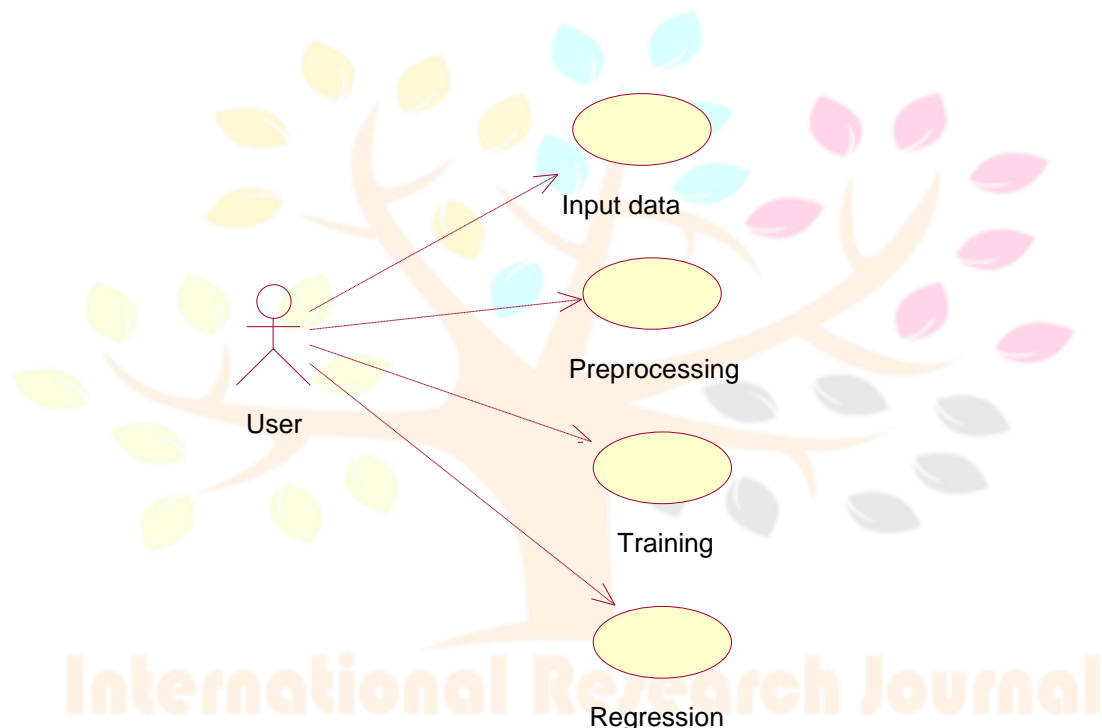 Input data
Preprocessing
User
Training
International Research Journal
Regression